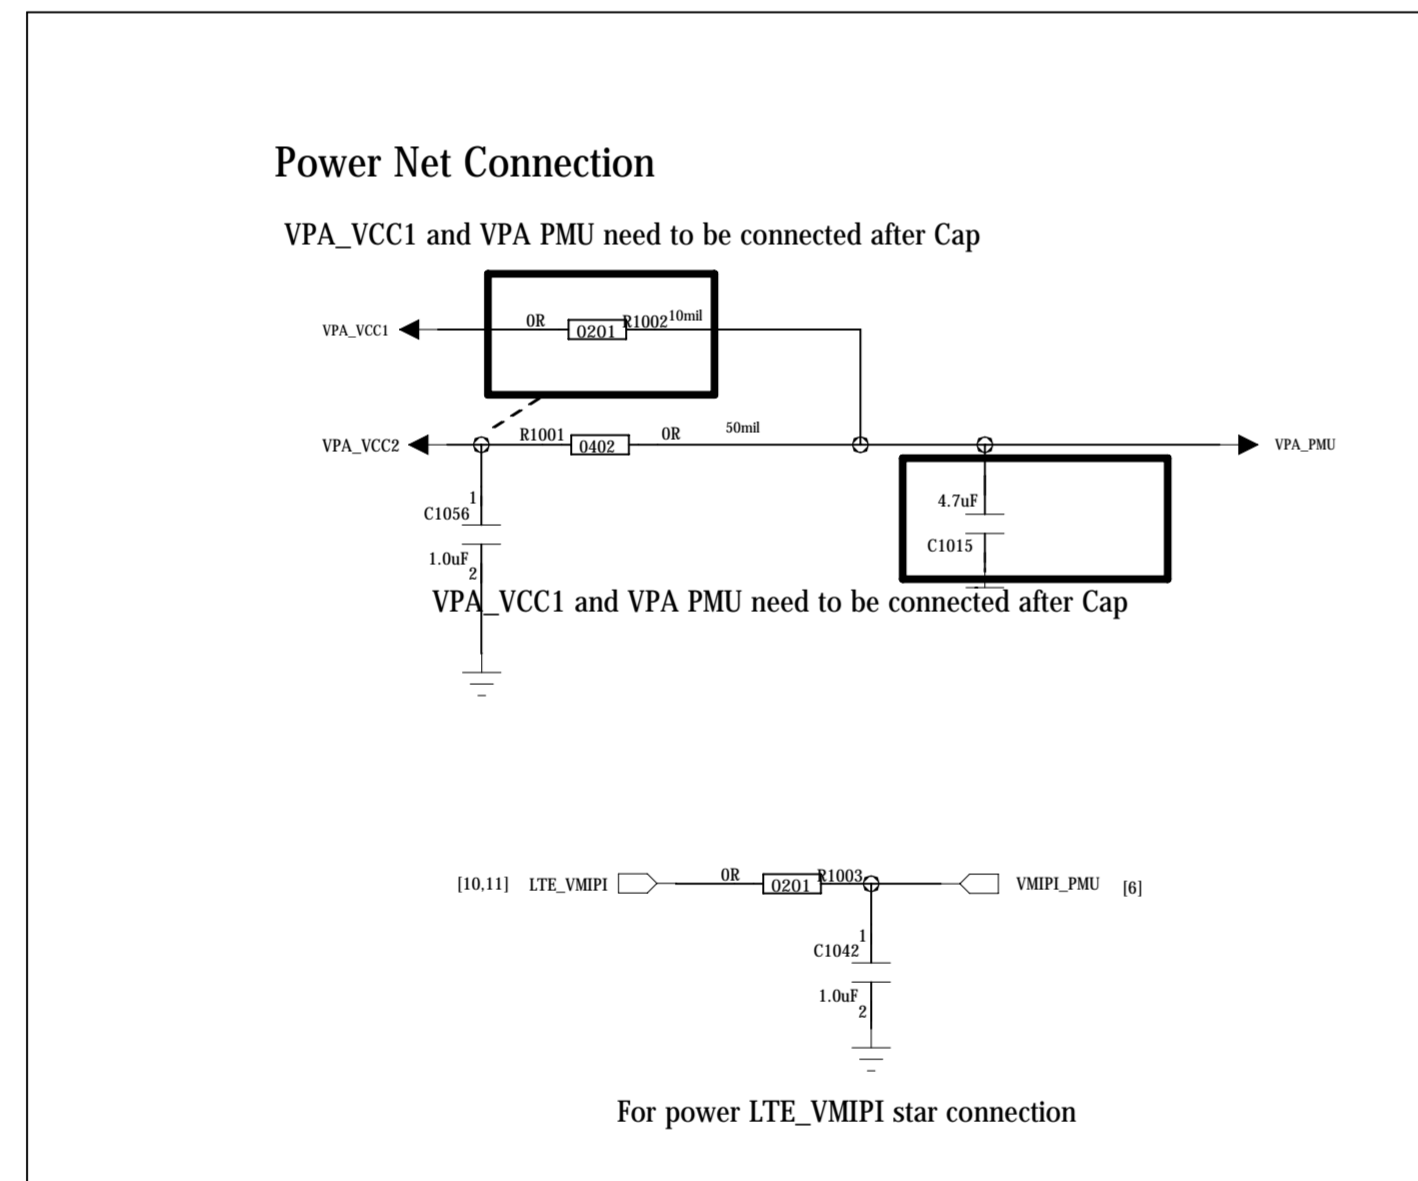 Power Net Connection
VPA_VCC1 and VPA PMU need to be connected after Cap
VPA_VCC1 0R 0201 R1002 10mil
VPA_VCC2 R1001 0402 0R 50mil VPA_PMU
1
C1056
1.0uF
2
4.7uF
C1015
VPA_VCC1 and VPA PMU need to be connected after Cap
[10,11] LTE_VMIPI 0R 0201 R1003 VMIPI_PMU [6]
1
C1042
1.0uF
2
For power LTE_VMIPI star connection